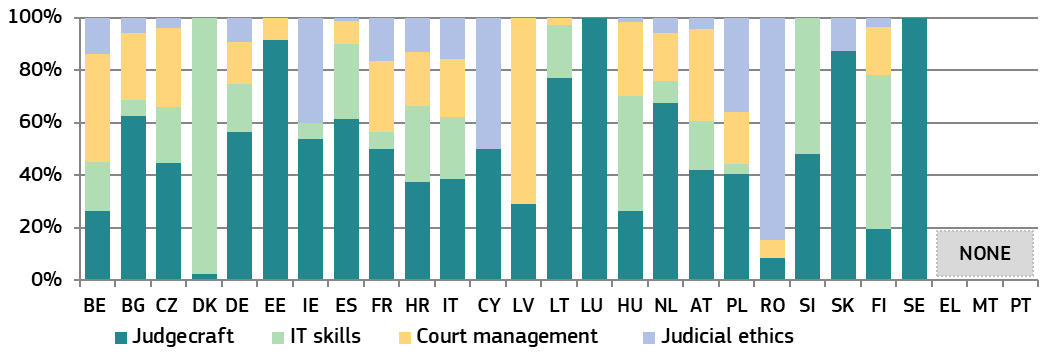 100%
80%
60%
40%
20%
0%
NONE
BE BG CZ DK DE EE IE ES FR HR IT CY LV LT LU HU NL AT PL RO SI SK FI SE EL MT PT
Judgecraft IT skills Court management Judicial ethics